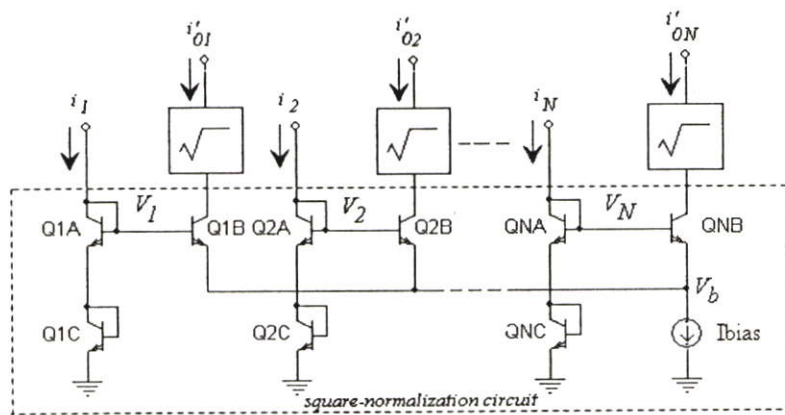 i'01 i'02 i'0N
i1 i2 iN
√ √ √
V1 V2 VN
Q1A Q1B Q2A Q2B QNA QNB
Vb
Q1C Q2C QNC Ibias
square-normalization circuit